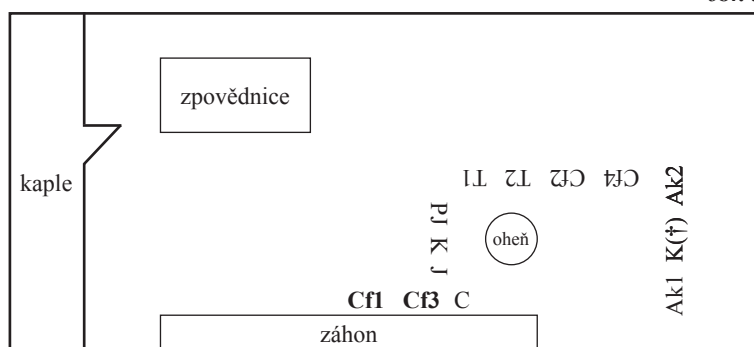 zpovědnice
kaple
T1 T2 Cf2 Cf4
Ak1 K(†) Ak2
PJ K J
oheň
Cf1 Cf3 C
záhon